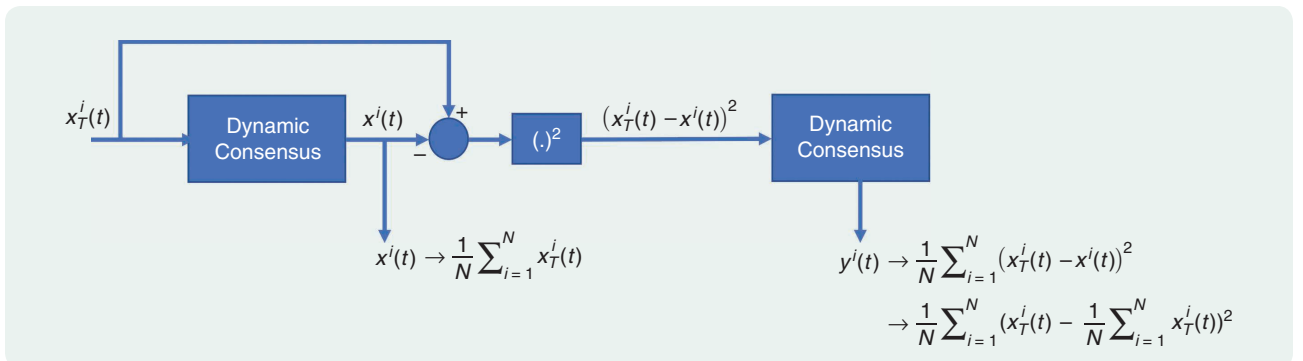 x_T^i(t)
Dynamic
Consensus
x^i(t)
+
−
(.)^2
(x_T^i(t) − x^i(t))^2
Dynamic
Consensus
x^i(t) → 1/N ∑_{i = 1}^N x_T^i(t)
y^i(t) → 1/N ∑_{i = 1}^N (x_T^i(t) − x^i(t))^2
→ 1/N ∑_{i = 1}^N (x_T^i(t) − 1/N ∑_{i = 1}^N x_T^i(t))^2